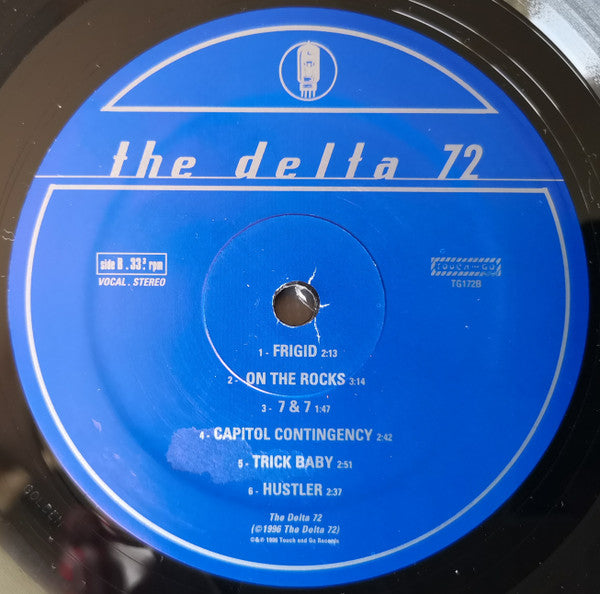 the delta 72
side B . 33⅓ rpm
VOCAL . STEREO
TOUCH AND GO
TG172B
1 - FRIGID 2:13
2 - ON THE ROCKS 3:14
3 - 7 & 7 1:47
4 - CAPITOL CONTINGENCY 2:42
5 - TRICK BABY 2:51
6 - HUSTLER 2:37
The Delta 72
(©1996 The Delta 72)
©&℗ 1996 Touch and Go Records
GOLDEN